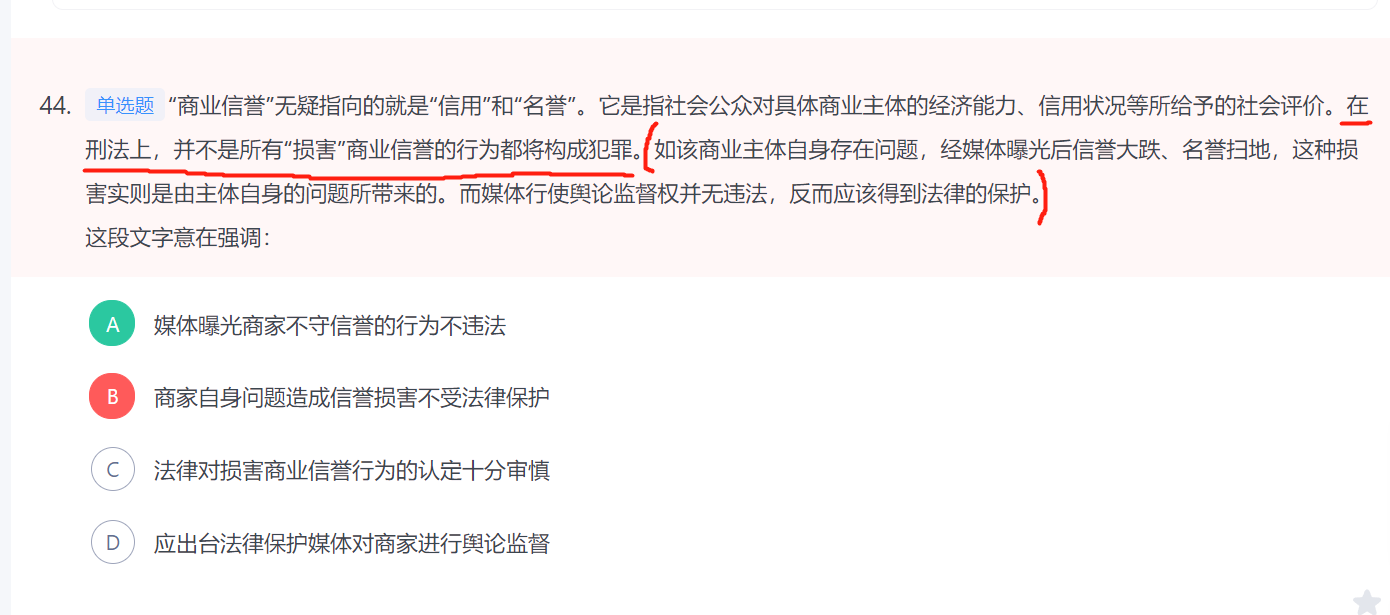 44. 单选题 “商业信誉”无疑指向的就是“信用”和“名誉”。它是指社会公众对具体商业主体的经济能力、信用状况等所给予的社会评价。在
刑法上，并不是所有“损害”商业信誉的行为都将构成犯罪。如该商业主体自身存在问题，经媒体曝光后信誉大跌、名誉扫地，这种损
害实则是由主体自身的问题所带来的。而媒体行使舆论监督权并无违法，反而应该得到法律的保护。
这段文字意在强调：
A 媒体曝光商家不守信誉的行为不违法
B 商家自身问题造成信誉损害不受法律保护
C 法律对损害商业信誉行为的认定十分审慎
D 应出台法律保护媒体对商家进行舆论监督